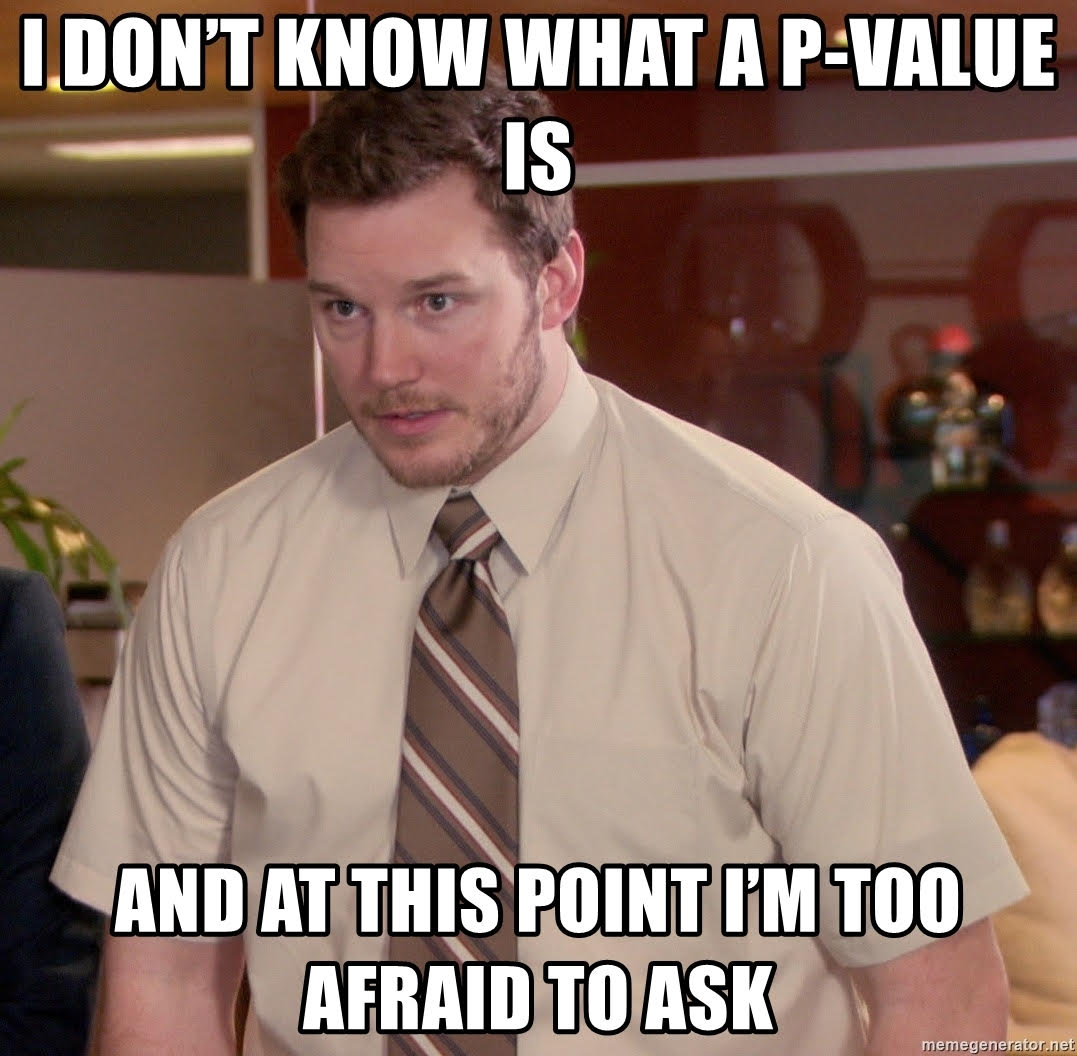 I DON’T KNOW WHAT A P-VALUE
IS
AND AT THIS POINT I’M TOO
AFRAID TO ASK
memegenerator.net